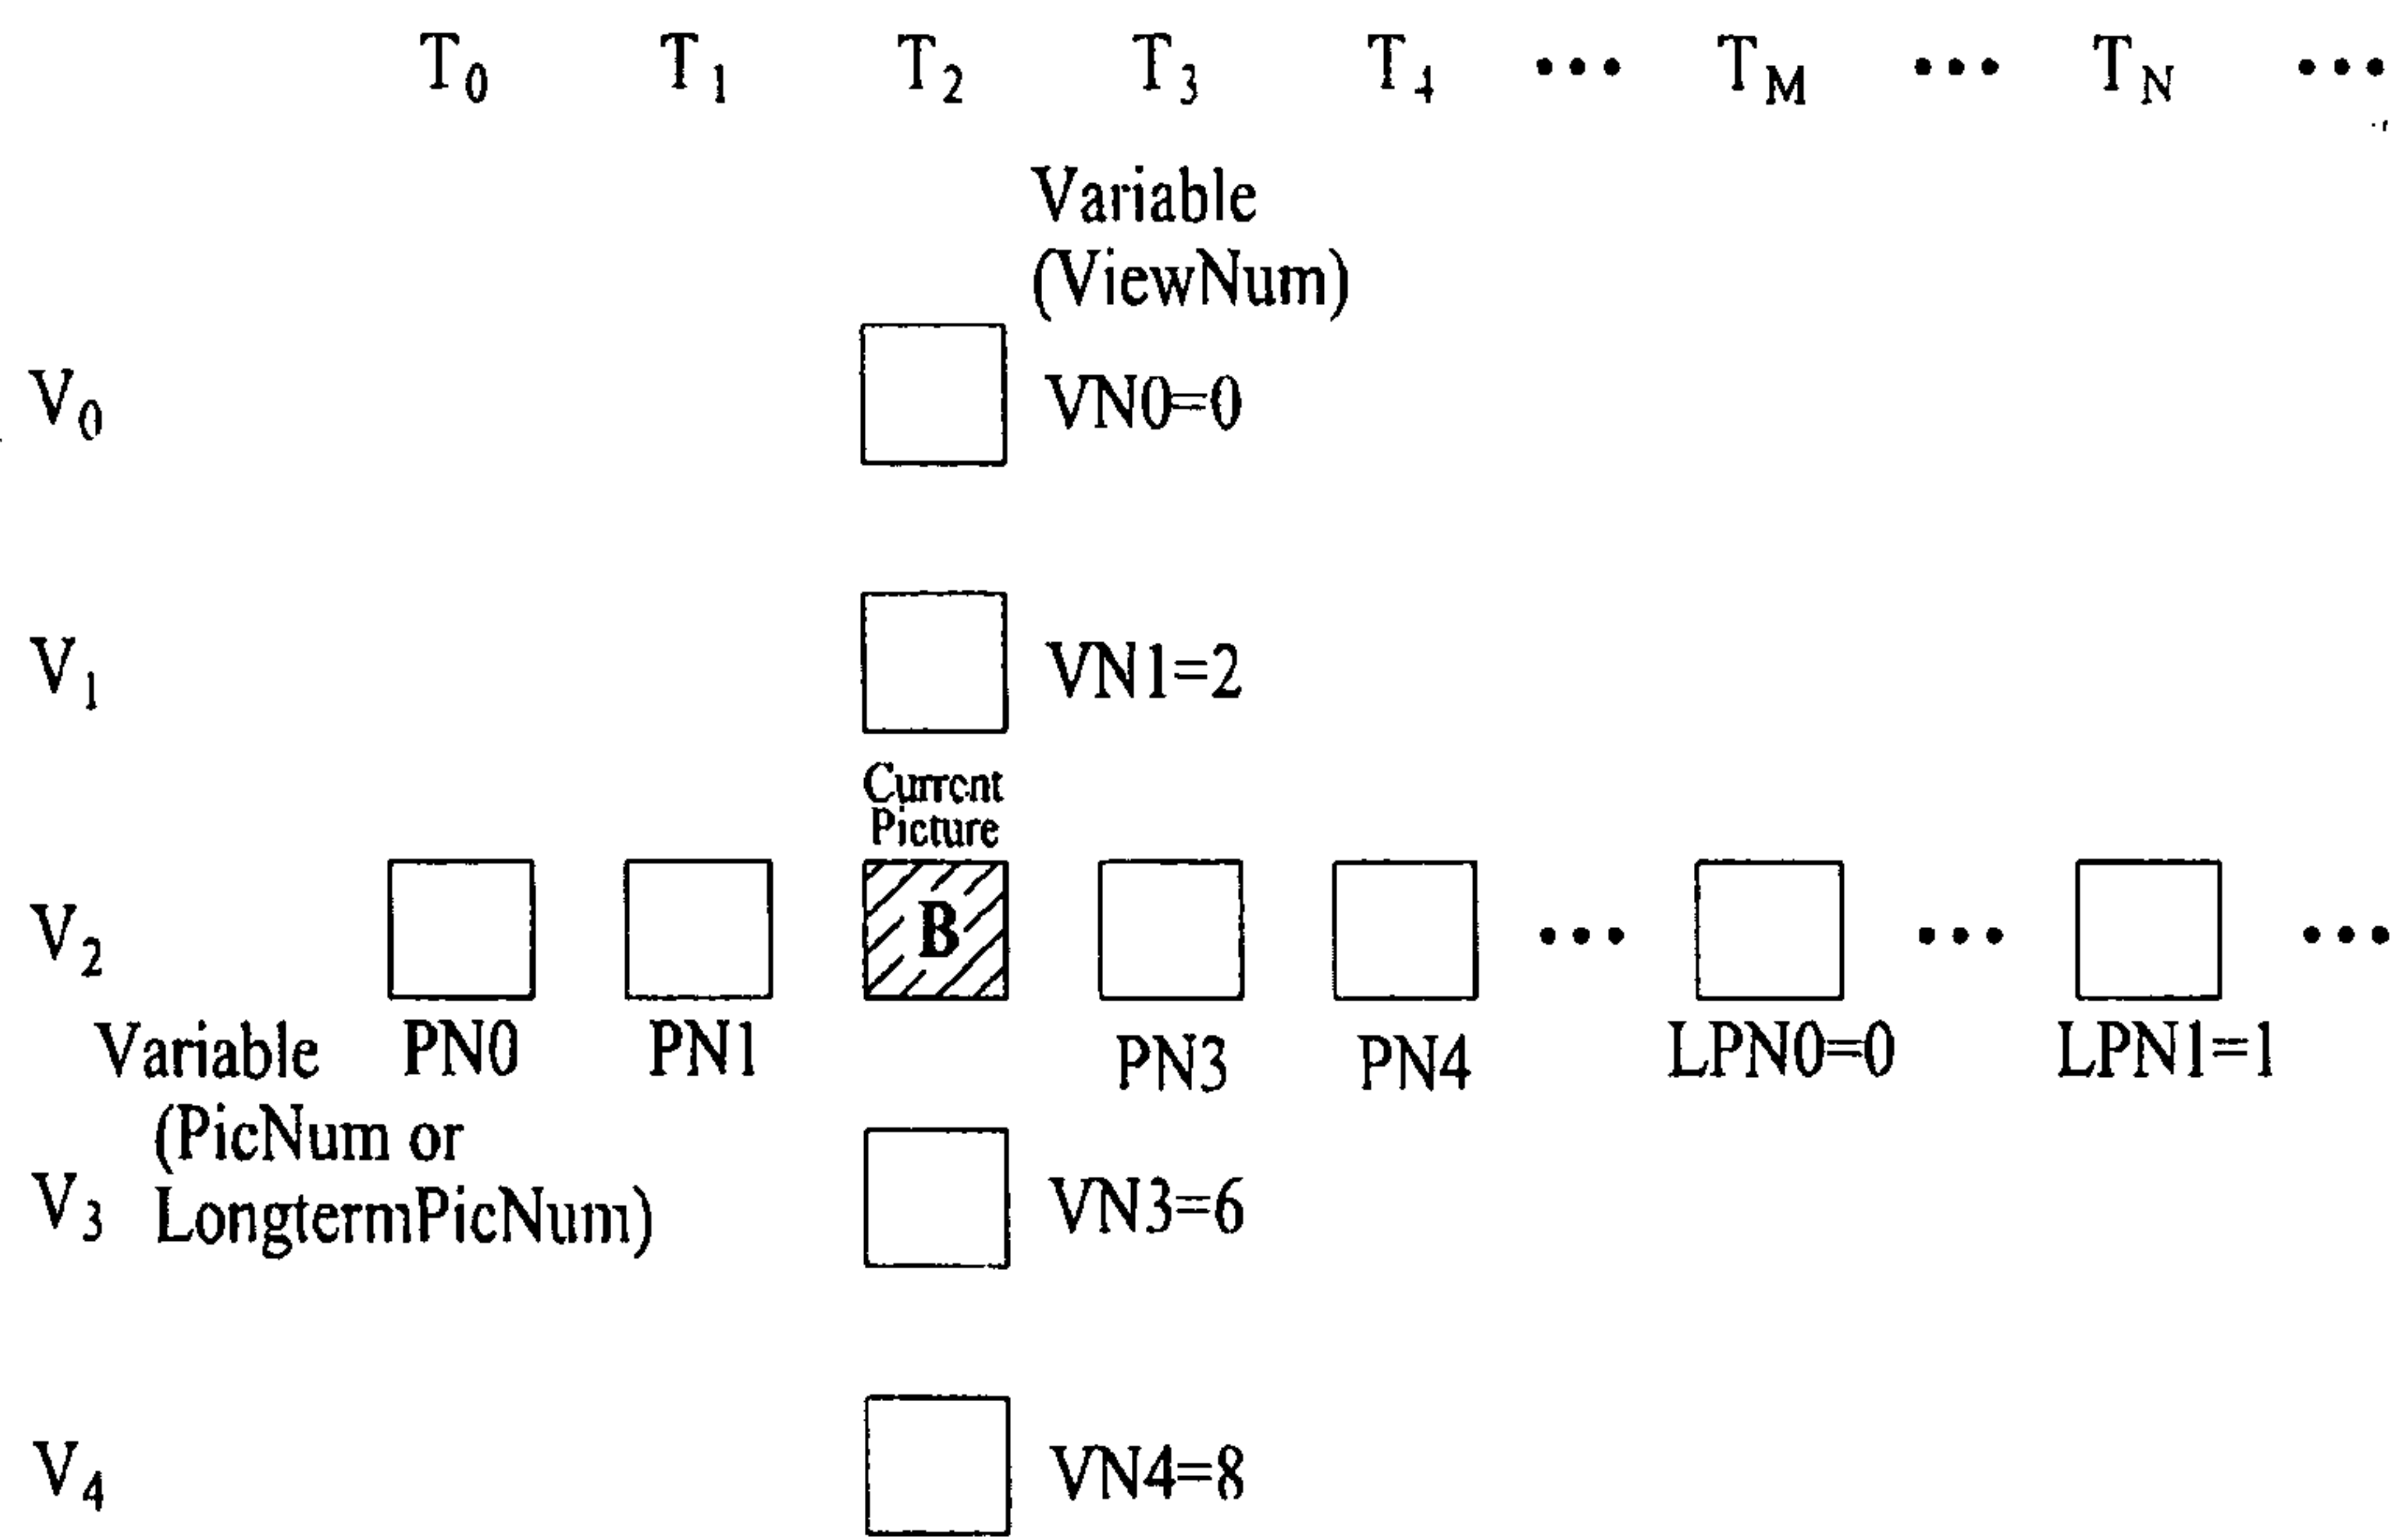 T0 T1 T2 T3 T4 ... TM ... TN ...
Variable
(ViewNum)
V0 VN0=0
V1 VN1=2
Current
Picture
V2 B ... ... ...
Variable PN0 PN1 PN3 PN4 LPN0=0 LPN1=1
(PicNum or
V3 LongtermPicNum) VN3=6
V4 VN4=8